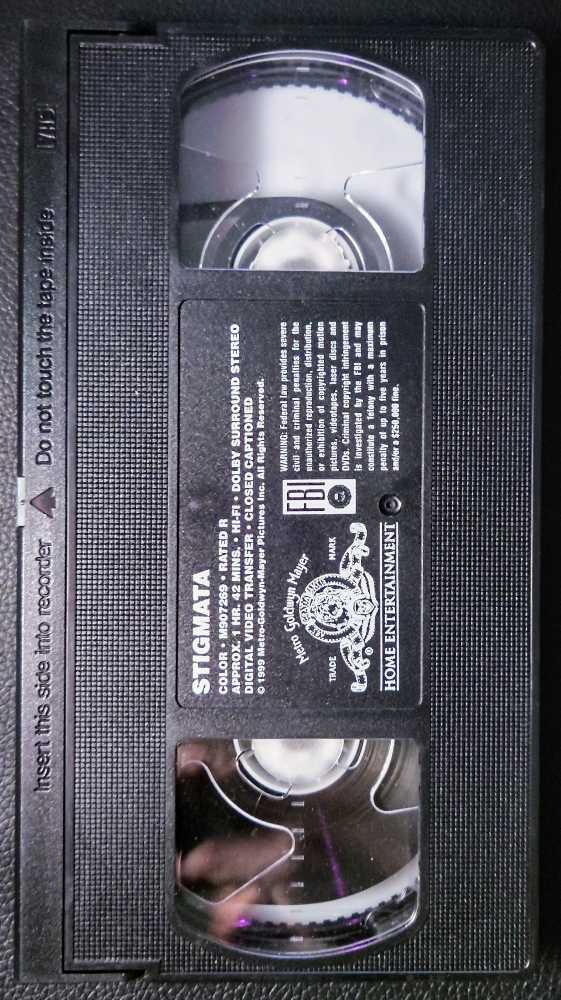 Insert this side into recorder Do not touch the tape inside VHS
STIGMATA
COLOR • M907269 • RATED R
APPROX. 1 HR. 42 MINS. • HI-FI • DOLBY SURROUND STEREO
DIGITAL VIDEO TRANSFER • CLOSED CAPTIONED
© 1999 Metro-Goldwyn-Mayer Pictures Inc. All Rights Reserved.
Metro Goldwyn Mayer
TRADE MARK
®
HOME ENTERTAINMENT
FBI
WARNING: Federal law provides severe
civil and criminal penalties for the
unauthorized reproduction, distribution,
or exhibition of copyrighted motion
pictures, videotapes, laser discs and
DVDs. Criminal copyright infringement
is investigated by the FBI and may
constitute a felony with a maximum
penalty of up to five years in prison
and/or a $250,000 fine.